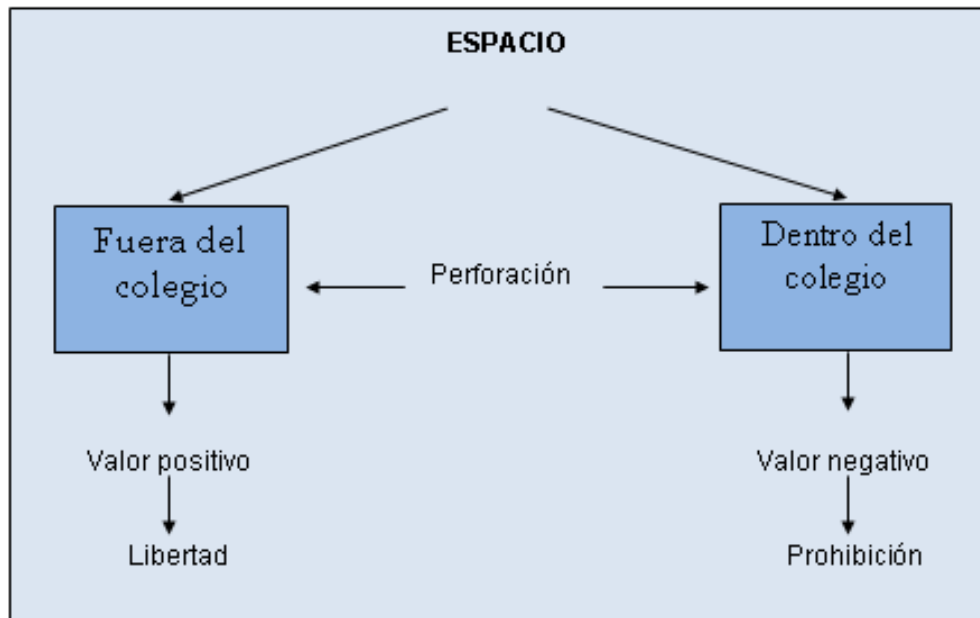 ESPACIO
Fuera del
colegio
Perforación
Dentro del
colegio
Valor positivo
Valor negativo
Libertad
Prohibición